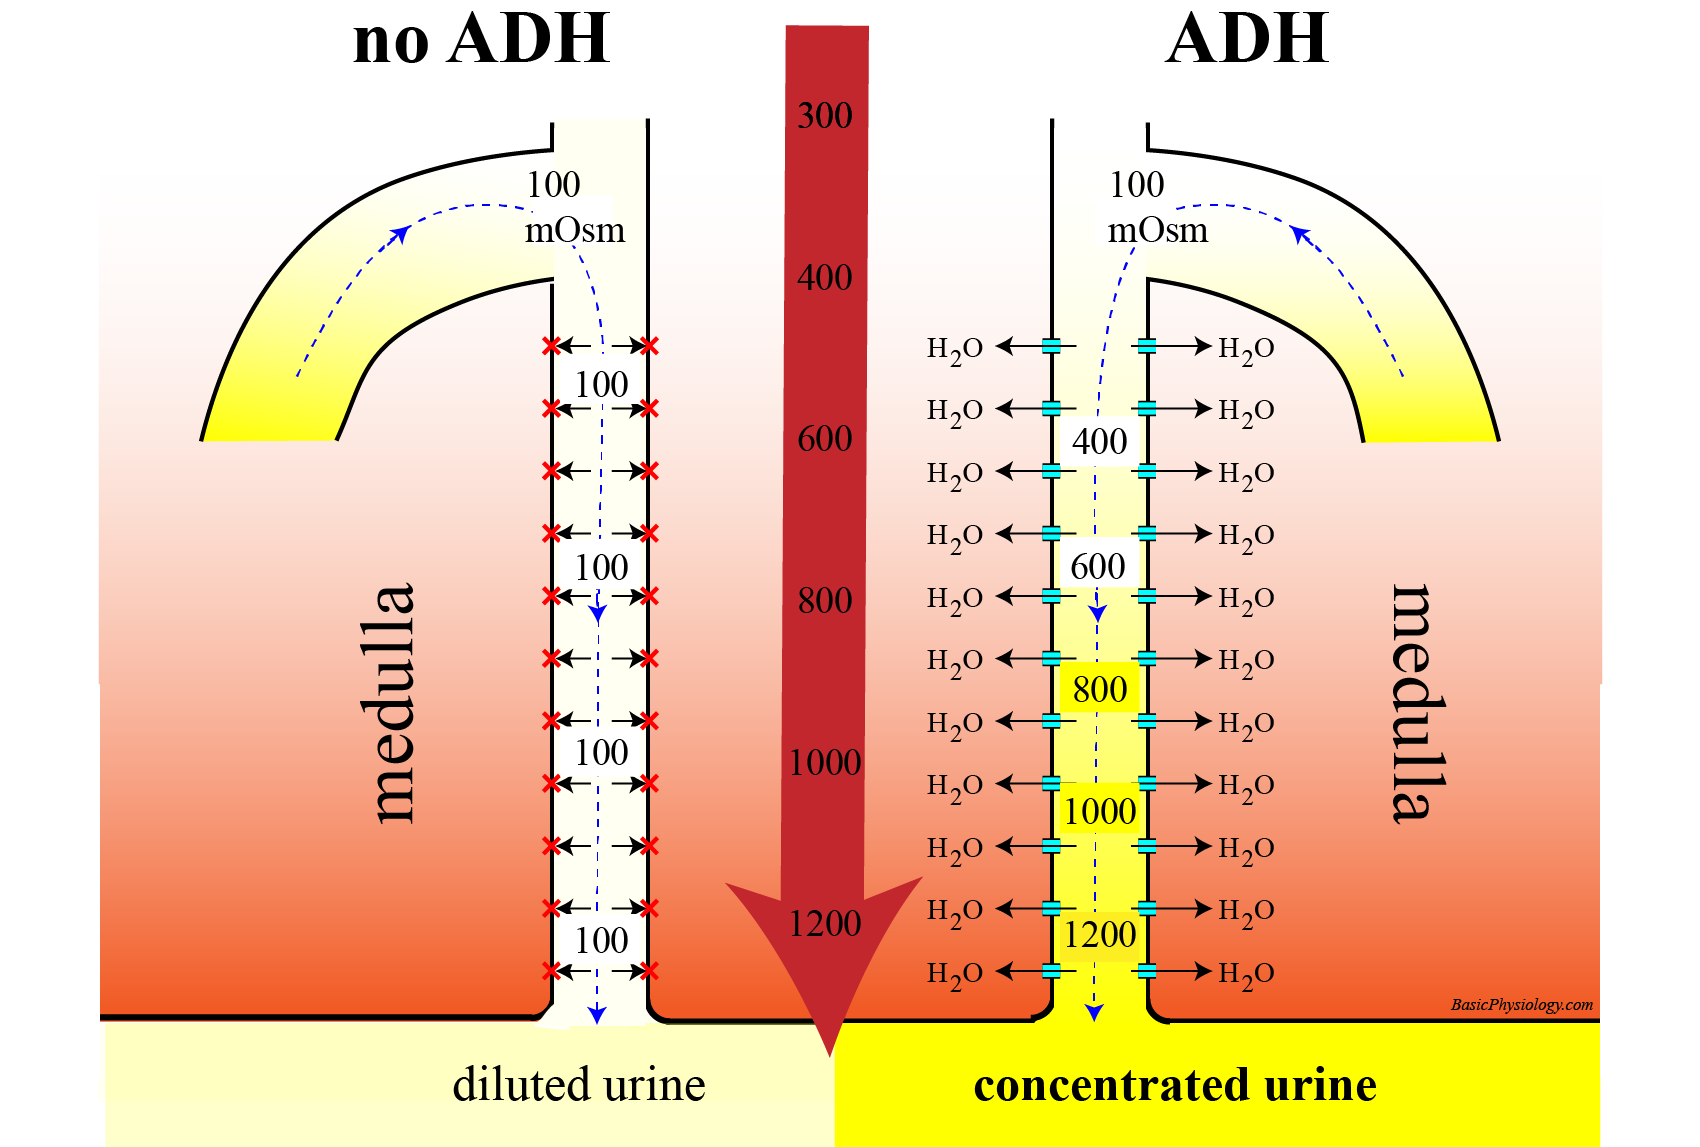 no ADH
ADH
300
400
600
800
1000
1200
100
mOsm
100
100
100
100
medulla
100
mOsm
400
600
800
1000
1200
H₂O H₂O
H₂O H₂O
H₂O H₂O
H₂O H₂O
H₂O H₂O
H₂O H₂O
H₂O H₂O
H₂O H₂O
H₂O H₂O
H₂O H₂O
H₂O H₂O
medulla
BasicPhysiology.com
diluted urine
concentrated urine